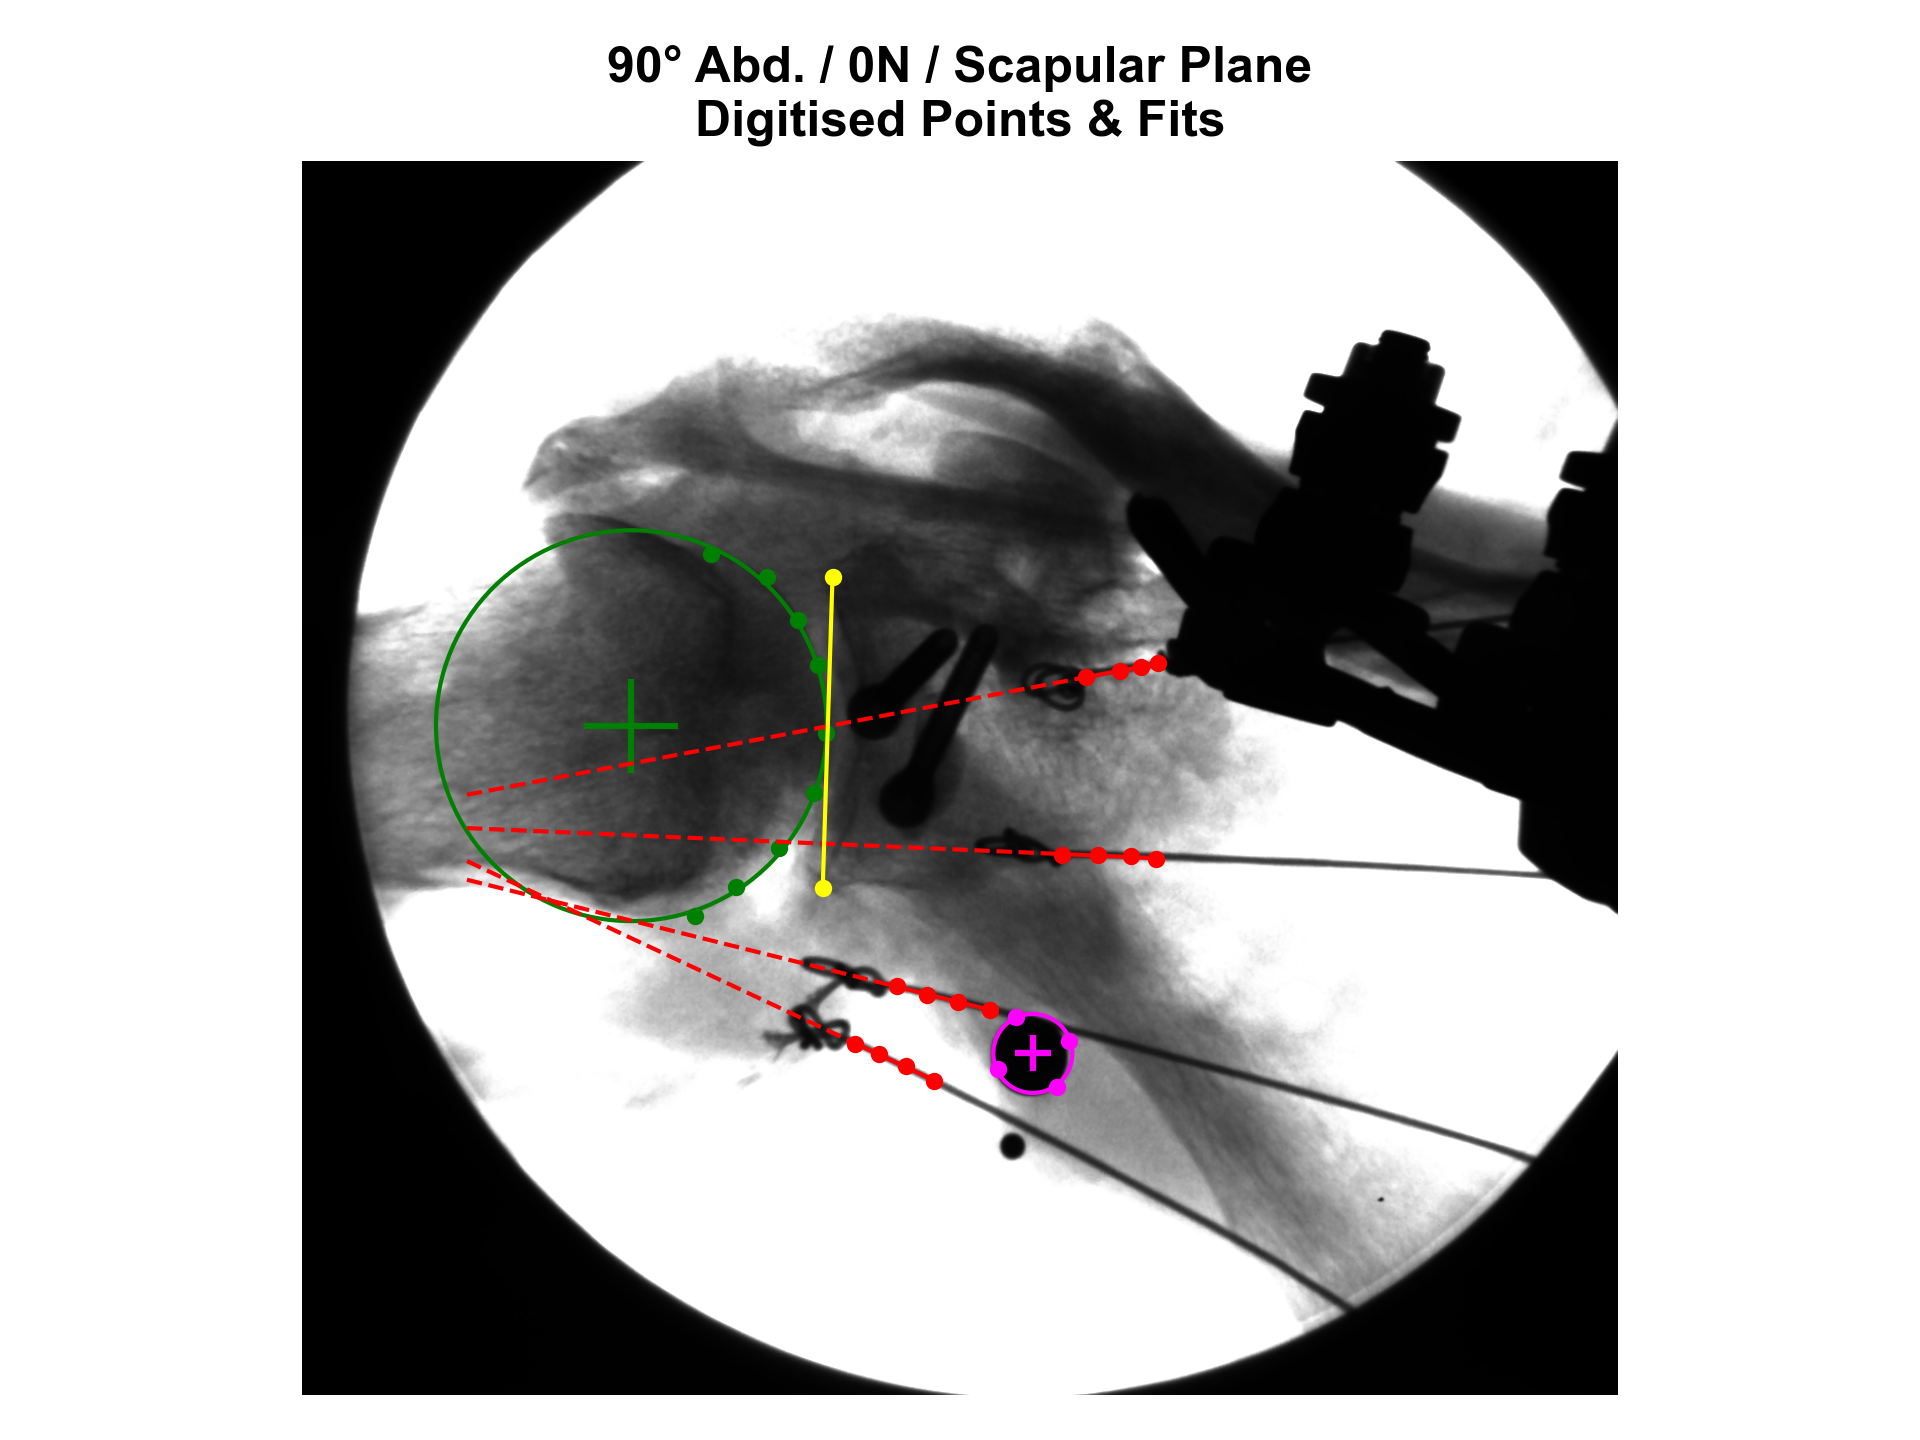 90° Abd. / 0N / Scapular Plane
Digitised Points & Fits